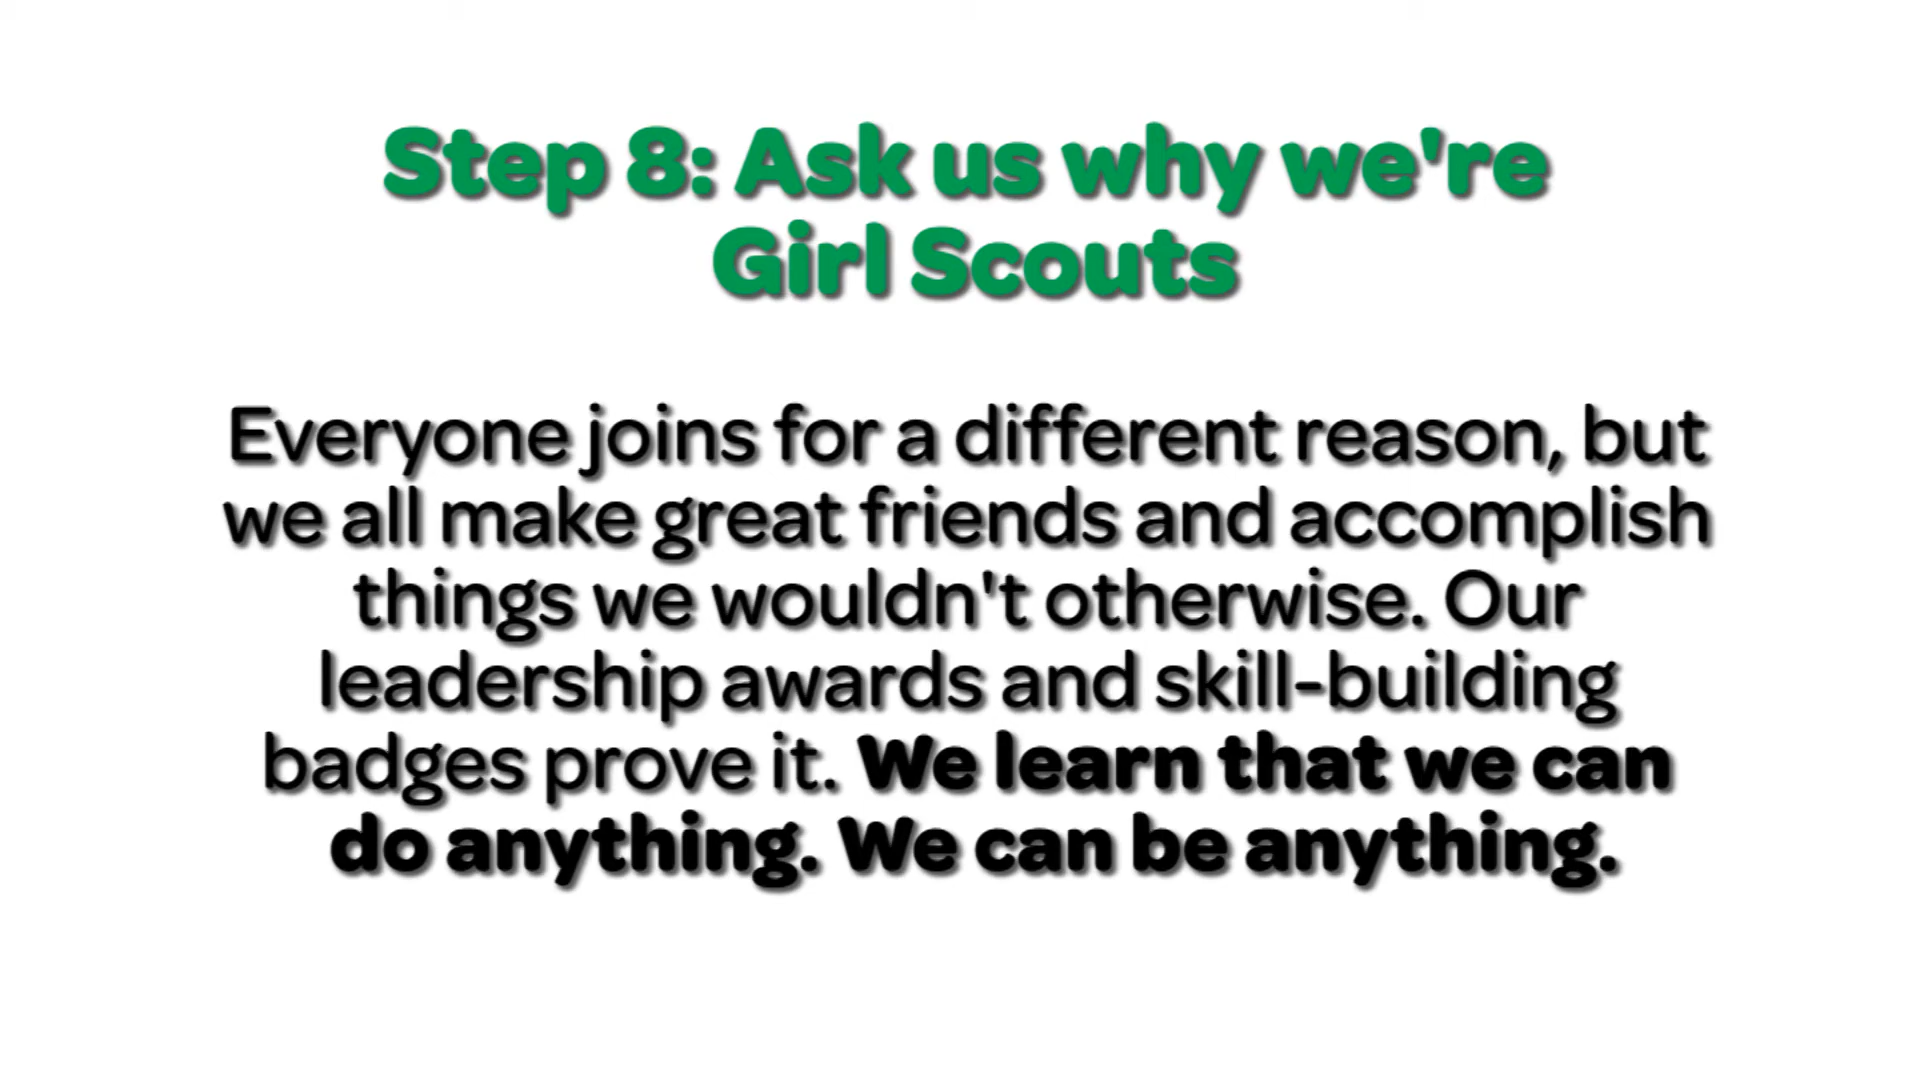 Step 8: Ask us why we're
Girl Scouts
Everyone joins for a different reason, but
we all make great friends and accomplish
things we wouldn't otherwise. Our
leadership awards and skill-building
badges prove it. We learn that we can
do anything. We can be anything.